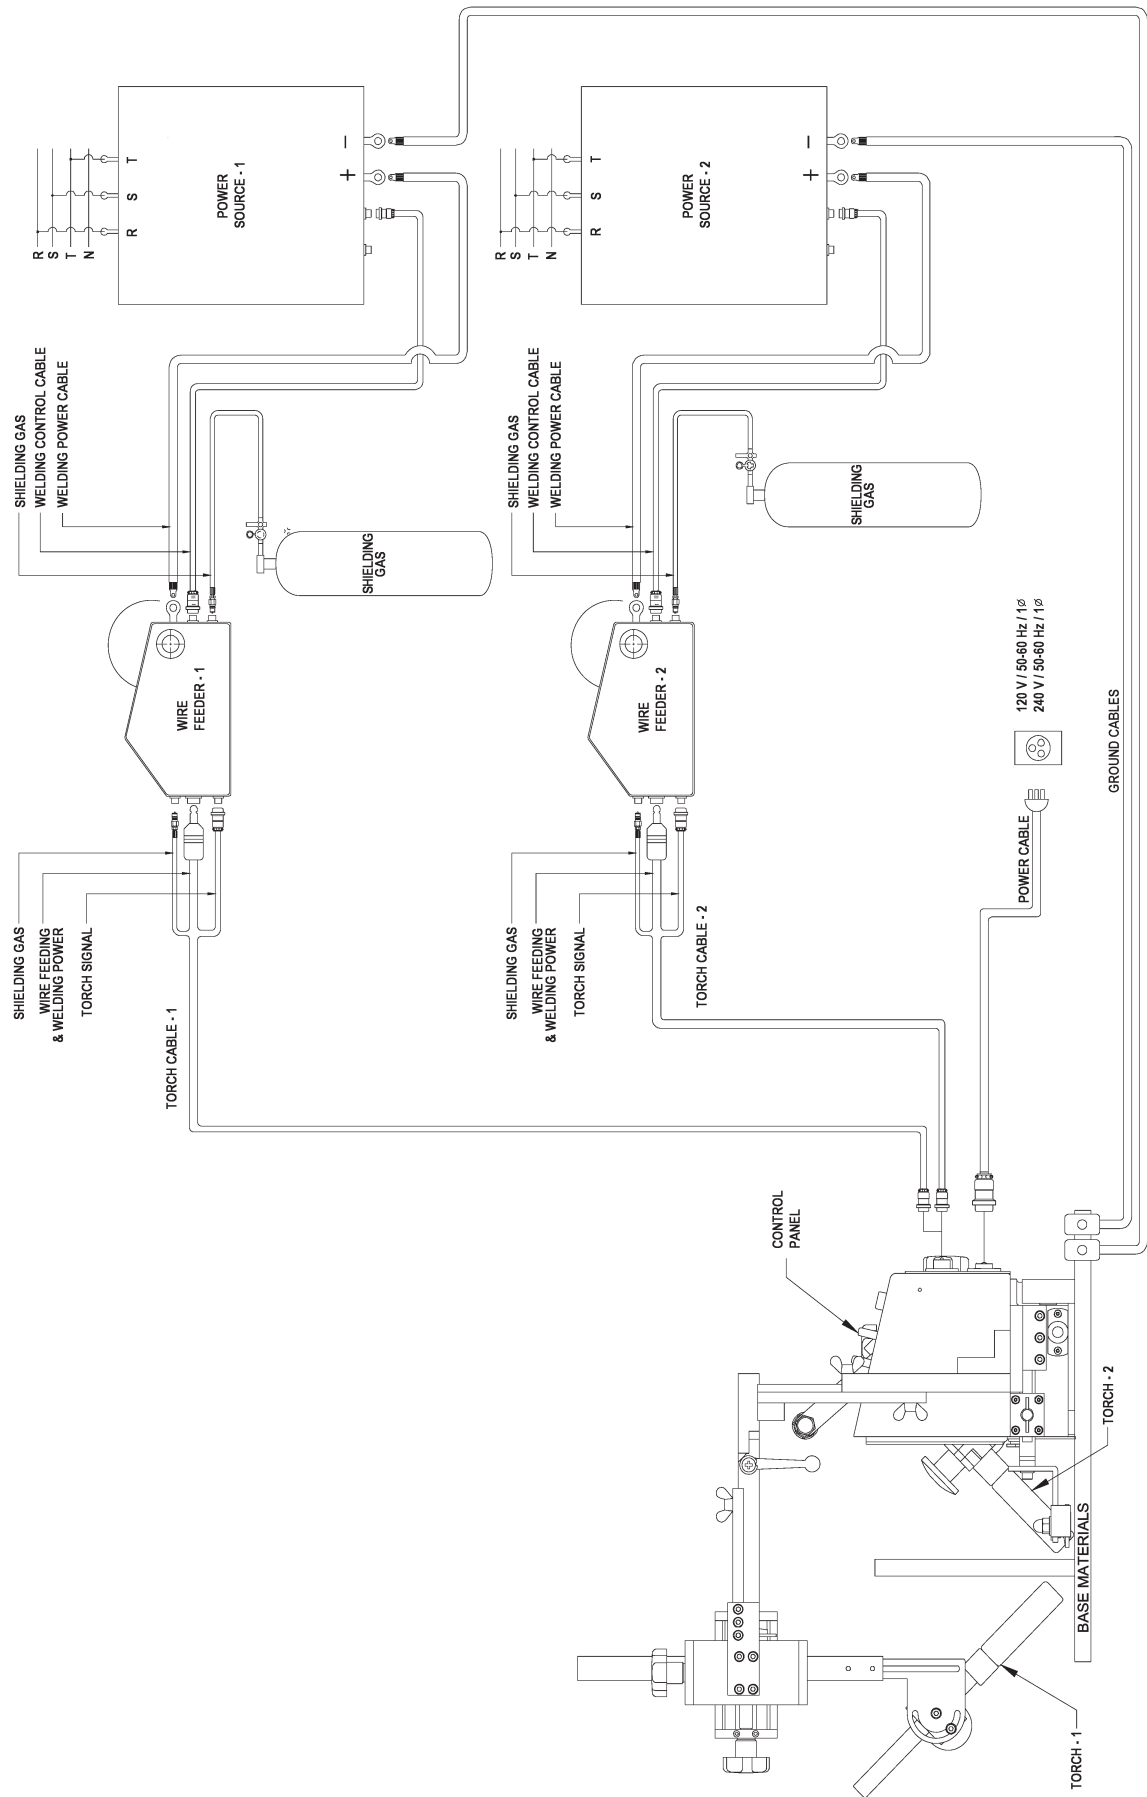 R
S
T
N
R
S
T
POWER
SOURCE - 1
+
−
SHIELDING GAS
WELDING CONTROL CABLE
WELDING POWER CABLE
SHIELDING
GAS
WIRE
FEEDER - 1
SHIELDING GAS
WIRE FEEDING
& WELDING POWER
TORCH SIGNAL
TORCH CABLE - 1
R
S
T
N
R
S
T
POWER
SOURCE - 2
+
−
SHIELDING GAS
WELDING CONTROL CABLE
WELDING POWER CABLE
SHIELDING
GAS
WIRE
FEEDER - 2
SHIELDING GAS
WIRE FEEDING
& WELDING POWER
TORCH SIGNAL
TORCH CABLE - 2
120 V / 50-60 Hz / 1Ø
240 V / 50-60 Hz / 1Ø
POWER CABLE
GROUND CABLES
CONTROL
PANEL
TORCH - 2
BASE MATERIALS
TORCH - 1